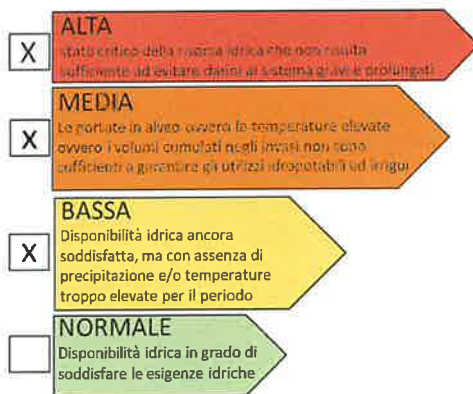 X
ALTA
stato critico della risorsa idrica che non risulta
sufficiente ad evitare danni al sistema gravi e prolungati
X
MEDIA
Le portate in alveo ovvero le temperature elevate
ovvero i volumi cumulati negli invasi non sono
sufficienti a garantire gli utilizzi idropotabili ed irrigui
X
BASSA
Disponibilità idrica ancora
soddisfatta, ma con assenza di
precipitazione e/o temperature
troppo elevate per il periodo
NORMALE
Disponibilità idrica in grado di
soddisfare le esigenze idriche